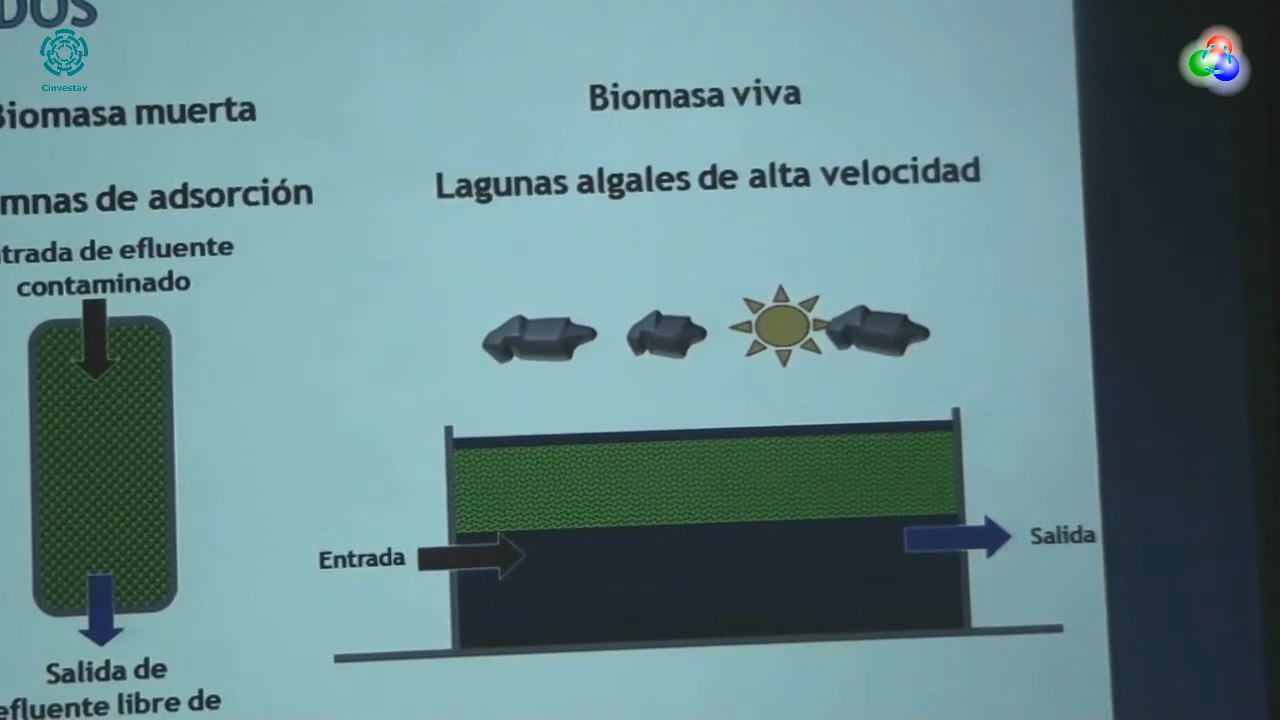 DOS
Cinvestav
Biomasa muerta
mnas de adsorción
trada de efluente
contaminado
Salida de
efluente libre de
Biomasa viva
Lagunas algales de alta velocidad
Entrada
Salida